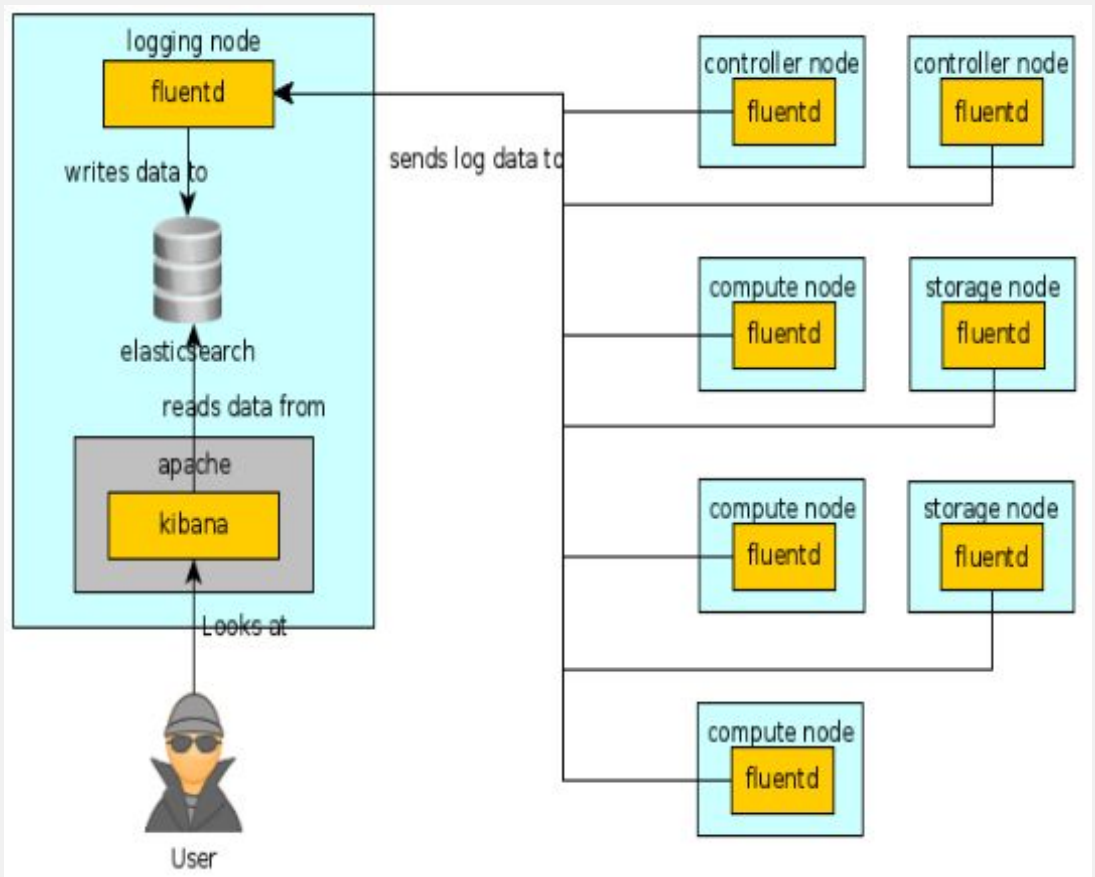 logging node
fluentd
writes data to
elasticsearch
reads data from
apache
kibana
Looks at
User
sends log data to
controller node
fluentd
controller node
fluentd
compute node
fluentd
storage node
fluentd
compute node
fluentd
storage node
fluentd
compute node
fluentd